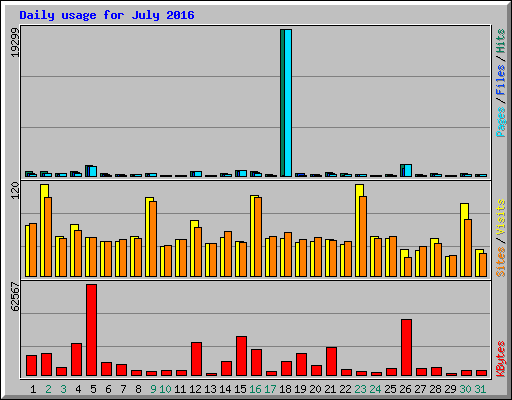 Daily usage for July 2016
19299
Pages / Files / Hits
120
Sites / Visits
62567
KBytes
1 2 3 4 5 6 7 8 9 10 11 12 13 14 15 16 17 18 19 20 21 22 23 24 25 26 27 28 29 30 31